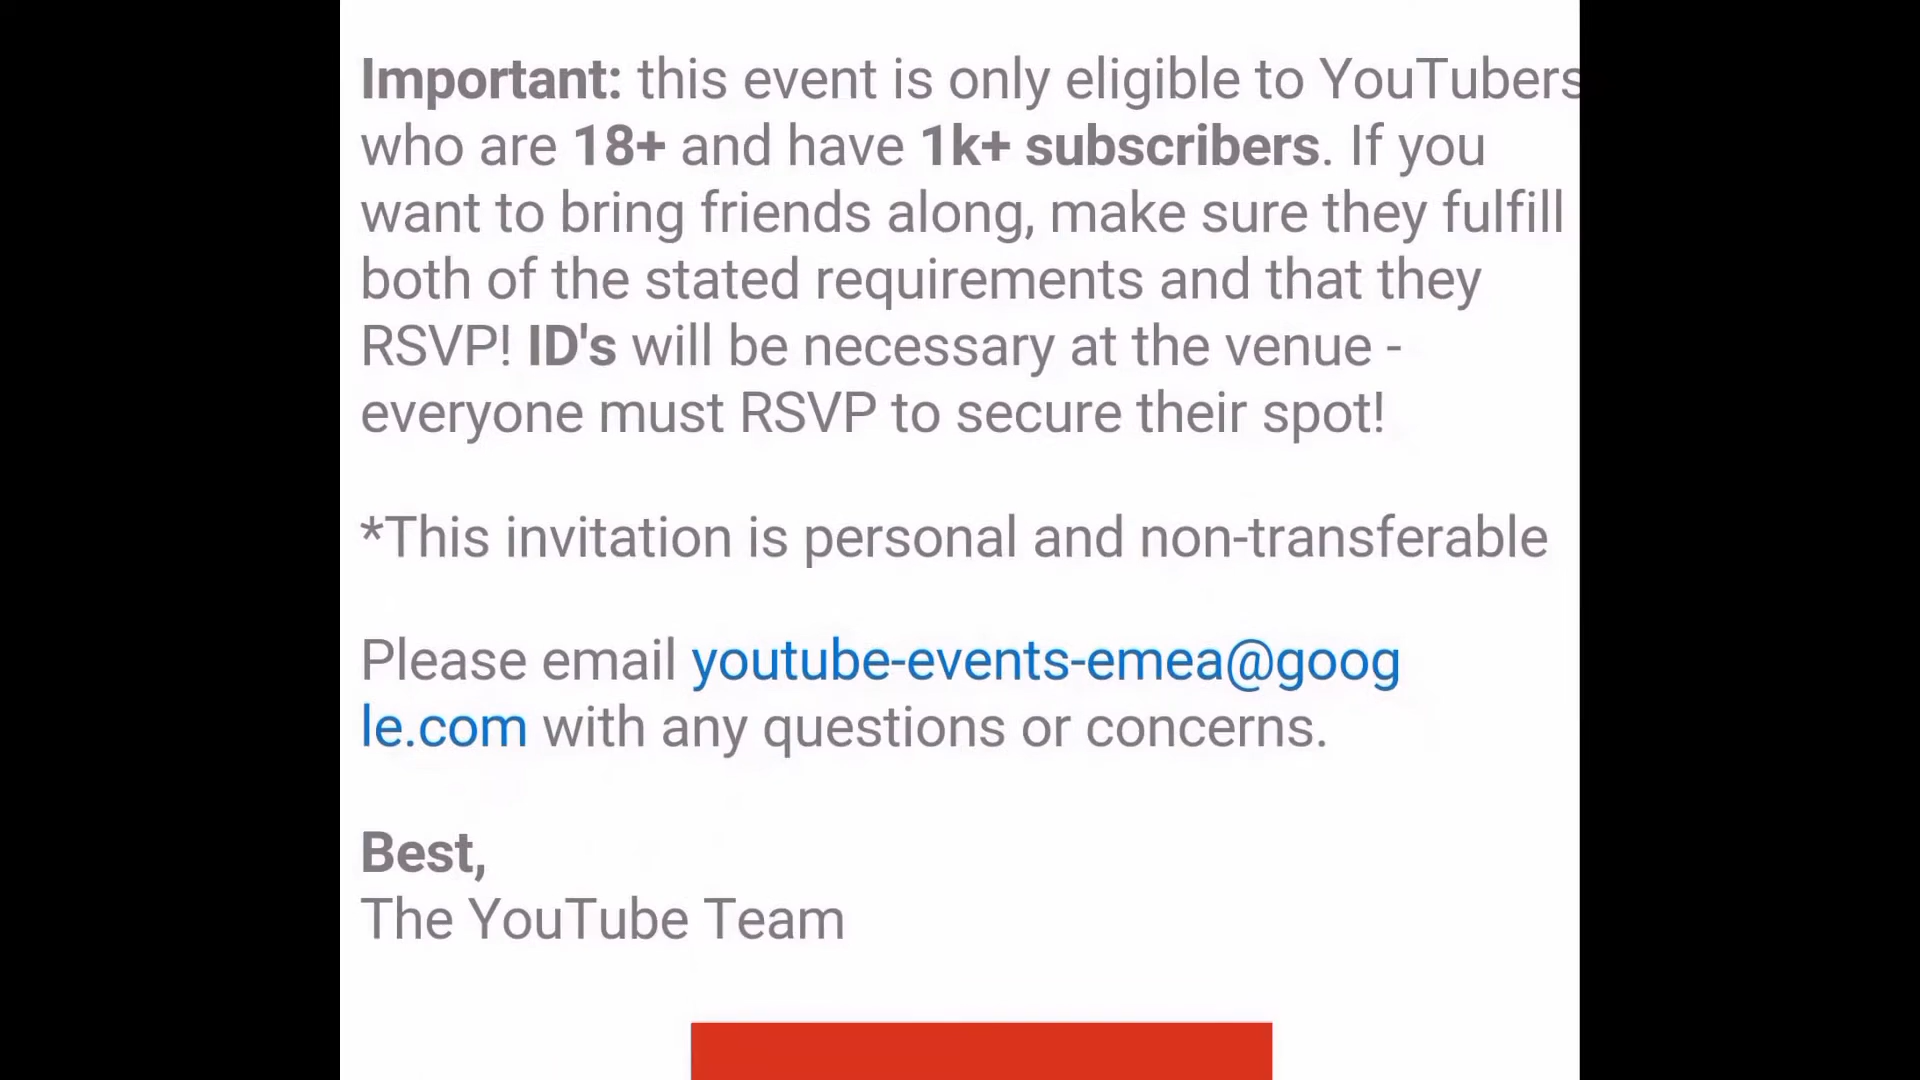 Important: this event is only eligible to YouTubers
who are 18+ and have 1k+ subscribers. If you
want to bring friends along, make sure they fulfill
both of the stated requirements and that they
RSVP! ID's will be necessary at the venue -
everyone must RSVP to secure their spot!
*This invitation is personal and non-transferable
Please email youtube-events-emea@goog
le.com with any questions or concerns.
Best,
The YouTube Team